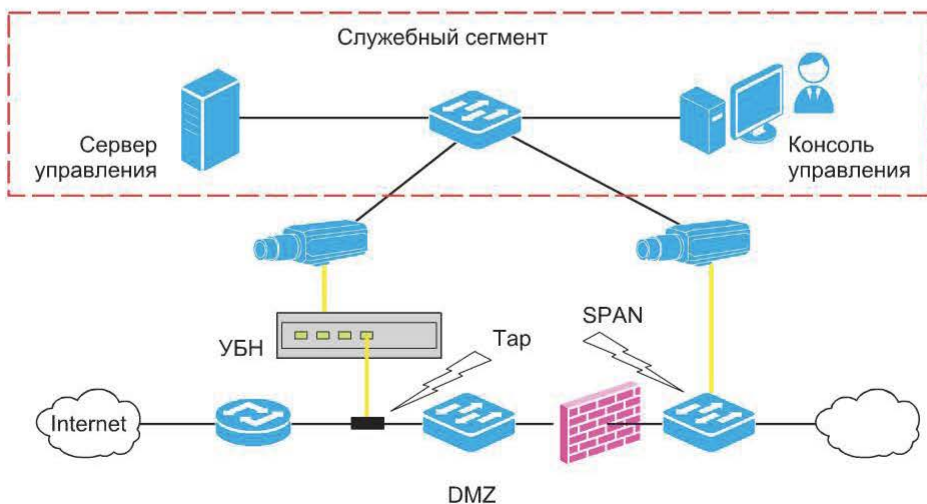 Служебный сегмент
Сервер
управления
Консоль
управления
УБН
Tap
SPAN
Internet
DMZ